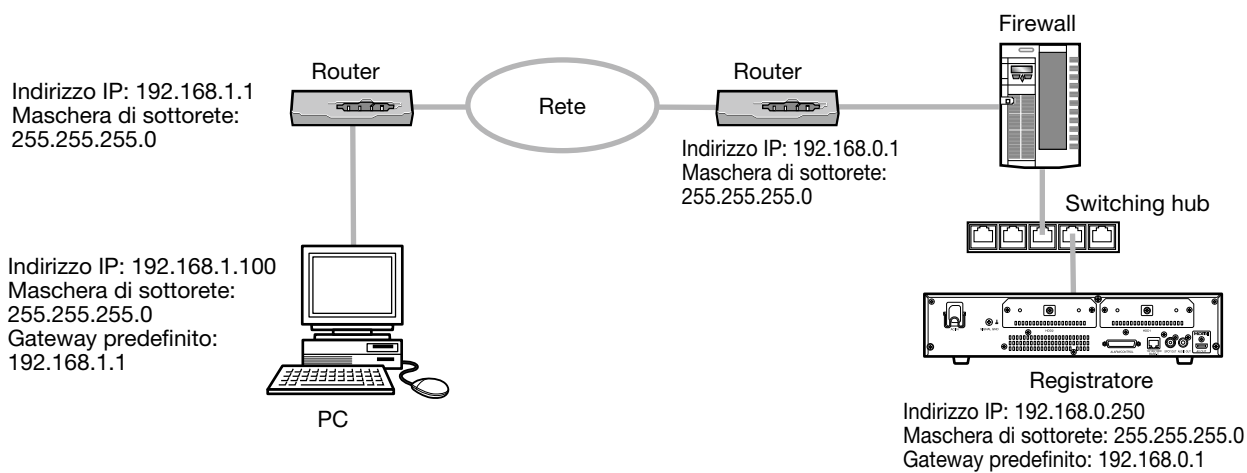 Firewall
Router
Router
Indirizzo IP: 192.168.1.1
Maschera di sottorete:
255.255.255.0
Rete
Indirizzo IP: 192.168.0.1
Maschera di sottorete:
255.255.255.0
Switching hub
Indirizzo IP: 192.168.1.100
Maschera di sottorete:
255.255.255.0
Gateway predefinito:
192.168.1.1
PC
HDMI
Registratore
Indirizzo IP: 192.168.0.250
Maschera di sottorete: 255.255.255.0
Gateway predefinito: 192.168.0.1